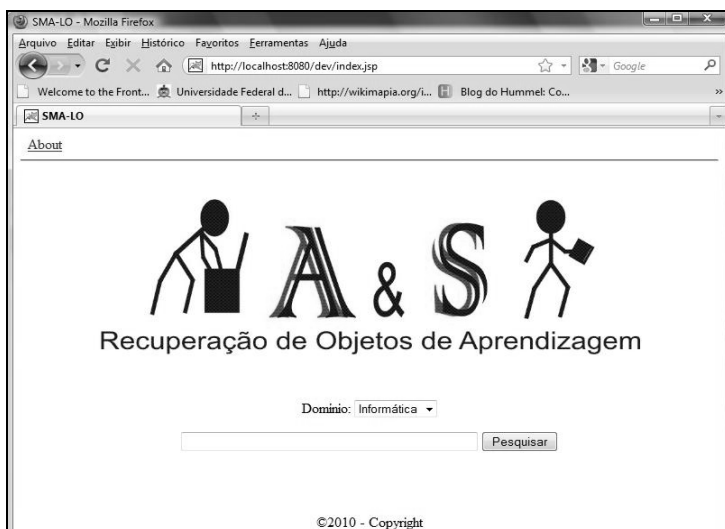 SMA-LO - Mozilla Firefox
Arquivo Editar Exibir Histórico Favoritos Ferramentas Ajuda
http://localhost:8080/dev/index.jsp Google
Welcome to the Front... Universidade Federal d... http://wikimapia.org/i... Blog do Hummel: Co... »
SMA-LO
About
A & S
Recuperação de Objetos de Aprendizagem
Dominio: Informática
Pesquisar
©2010 - Copyright